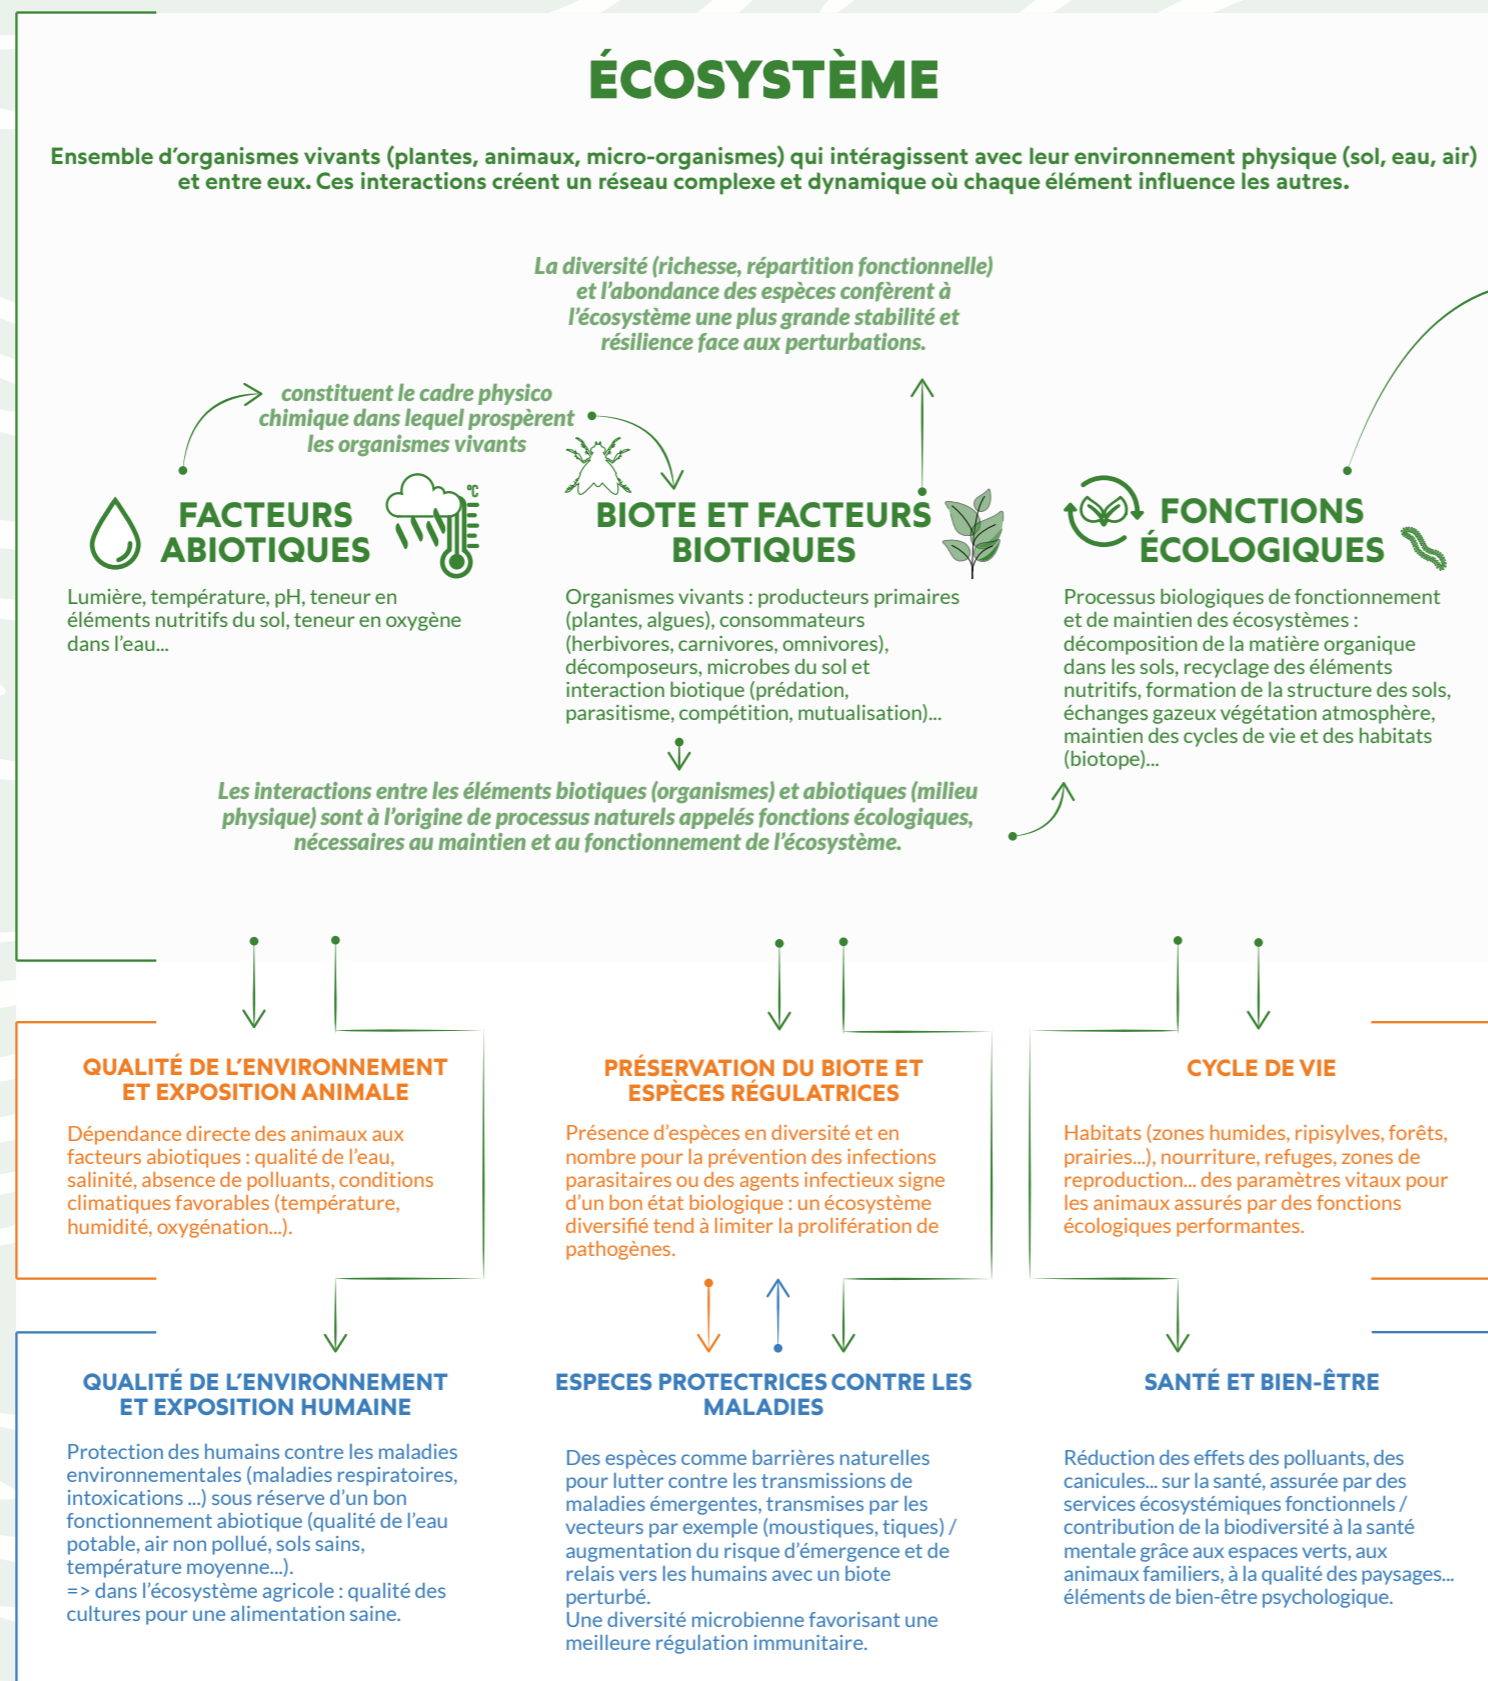 ÉCOSYSTÈME
Ensemble d'organismes vivants (plantes, animaux, micro-organismes) qui intéragissent avec leur environnement physique (sol, eau, air)
et entre eux. Ces interactions créent un réseau complexe et dynamique où chaque élément influence les autres.
La diversité (richesse, répartition fonctionnelle)
et l'abondance des espèces confèrent à
l'écosystème une plus grande stabilité et
résilience face aux perturbations.
constituent le cadre physico
chimique dans lequel prospèrent
les organismes vivants
FACTEURS
ABIOTIQUES
°C
Lumière, température, pH, teneur en
éléments nutritifs du sol, teneur en oxygène
dans l'eau...
BIOTE ET FACTEURS
BIOTIQUES
Organismes vivants : producteurs primaires
(plantes, algues), consommateurs
(herbivores, carnivores, omnivores),
décomposeurs, microbes du sol et
interaction biotique (prédation,
parasitisme, compétition, mutualisation)...
FONCTIONS
ÉCOLOGIQUES
Processus biologiques de fonctionnement
et de maintien des écosystèmes :
décomposition de la matière organique
dans les sols, recyclage des éléments
nutritifs, formation de la structure des sols,
échanges gazeux végétation atmosphère,
maintien des cycles de vie et des habitats
(biotope)...
Les interactions entre les éléments biotiques (organismes) et abiotiques (milieu
physique) sont à l'origine de processus naturels appelés fonctions écologiques,
nécessaires au maintien et au fonctionnement de l'écosystème.
QUALITÉ DE L'ENVIRONNEMENT
ET EXPOSITION ANIMALE
Dépendance directe des animaux aux
facteurs abiotiques : qualité de l'eau,
salinité, absence de polluants, conditions
climatiques favorables (température,
humidité, oxygénation...).
PRÉSERVATION DU BIOTE ET
ESPÈCES RÉGULATRICES
Présence d'espèces en diversité et en
nombre pour la prévention des infections
parasitaires ou des agents infectieux signe
d'un bon état biologique : un écosystème
diversifié tend à limiter la prolifération de
pathogènes.
CYCLE DE VIE
Habitats (zones humides, ripisylves, forêts,
prairies...), nourriture, refuges, zones de
reproduction... des paramètres vitaux pour
les animaux assurés par des fonctions
écologiques performantes.
QUALITÉ DE L'ENVIRONNEMENT
ET EXPOSITION HUMAINE
Protection des humains contre les maladies
environnementales (maladies respiratoires,
intoxications ...) sous réserve d'un bon
fonctionnement abiotique (qualité de l'eau
potable, air non pollué, sols sains,
température moyenne...).
=> dans l'écosystème agricole : qualité des
cultures pour une alimentation saine.
ESPECES PROTECTRICES CONTRE LES
MALADIES
Des espèces comme barrières naturelles
pour lutter contre les transmissions de
maladies émergentes, transmises par les
vecteurs par exemple (moustiques, tiques) /
augmentation du risque d'émergence et de
relais vers les humains avec un biote
perturbé.
Une diversité microbienne favorisant une
meilleure régulation immunitaire.
SANTÉ ET BIEN-ÊTRE
Réduction des effets des polluants, des
canicules... sur la santé, assurée par des
services écosystémiques fonctionnels /
contribution de la biodiversité à la santé
mentale grâce aux espaces verts, aux
animaux familiers, à la qualité des paysages...
éléments de bien-être psychologique.